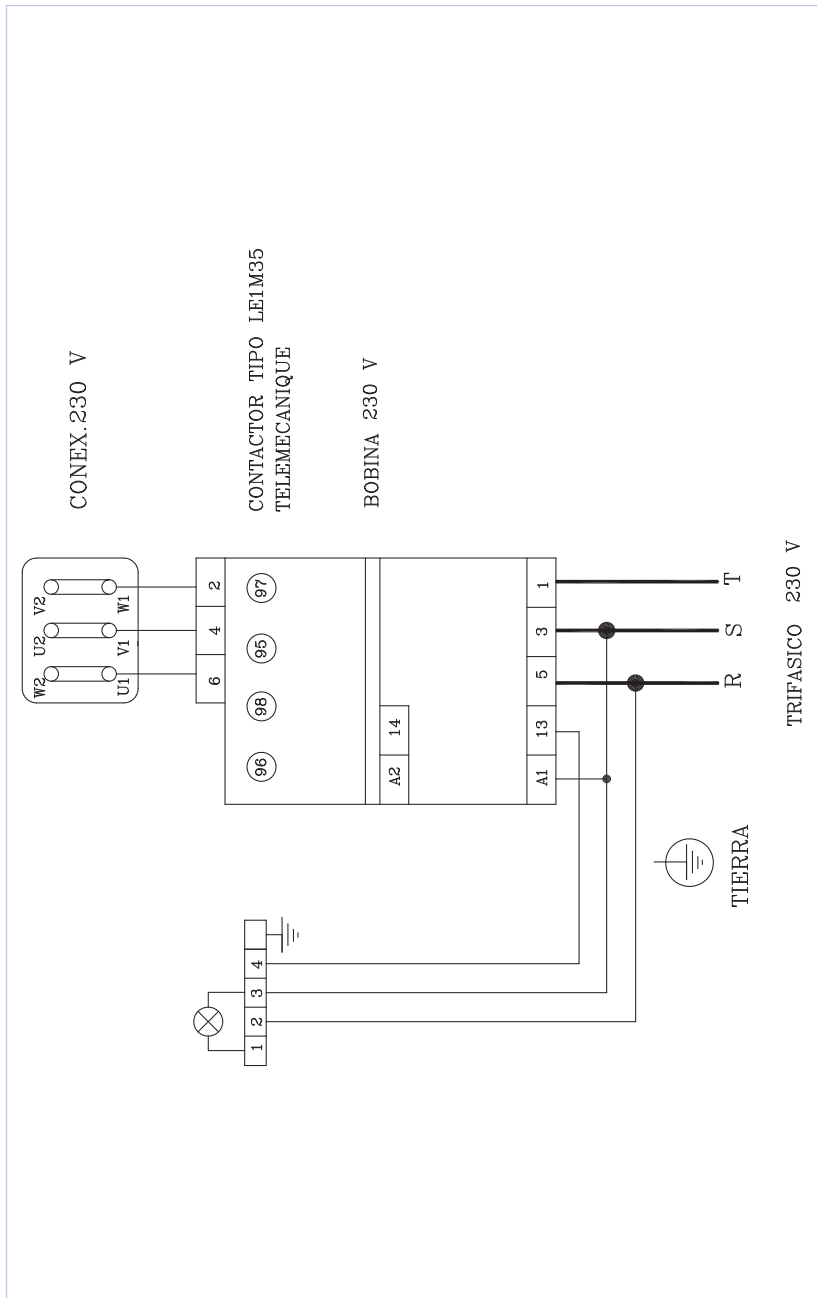 CONEX.230 V
V2
U2
W2
W1
V1
U1
CONTACTOR TIPO LE1M35
TELEMECANIQUE
BOBINA 230 V
2
4
6
97
95
98
96
14
A2
1
3
5
13
A1
T
S
R
TRIFASICO 230 V
TIERRA
4
3
2
1